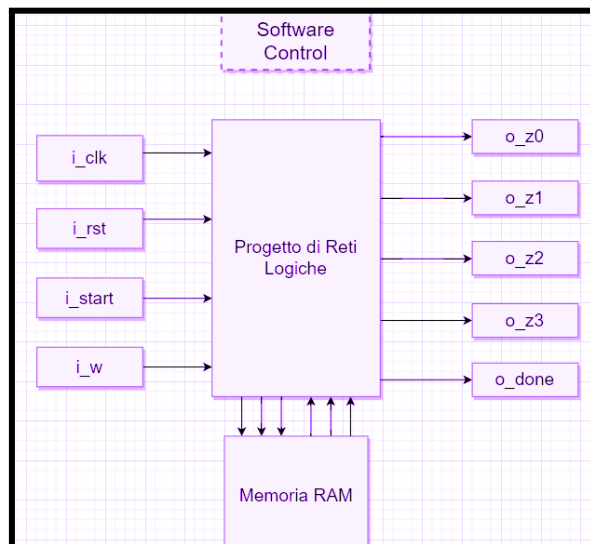 Software
Control
i_clk
i_rst
i_start
i_w
Progetto di Reti
Logiche
o_z0
o_z1
o_z2
o_z3
o_done
Memoria RAM